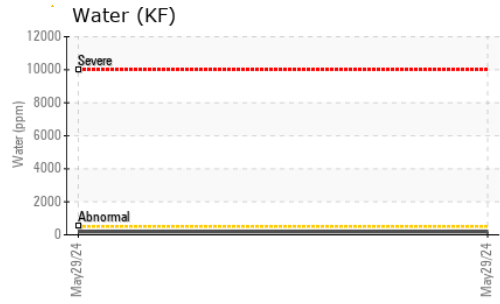 Water (KF)
12000
Severe
10000
8000
Water (ppm)
6000
4000
2000
Abnormal
0
May29/24
May29/24